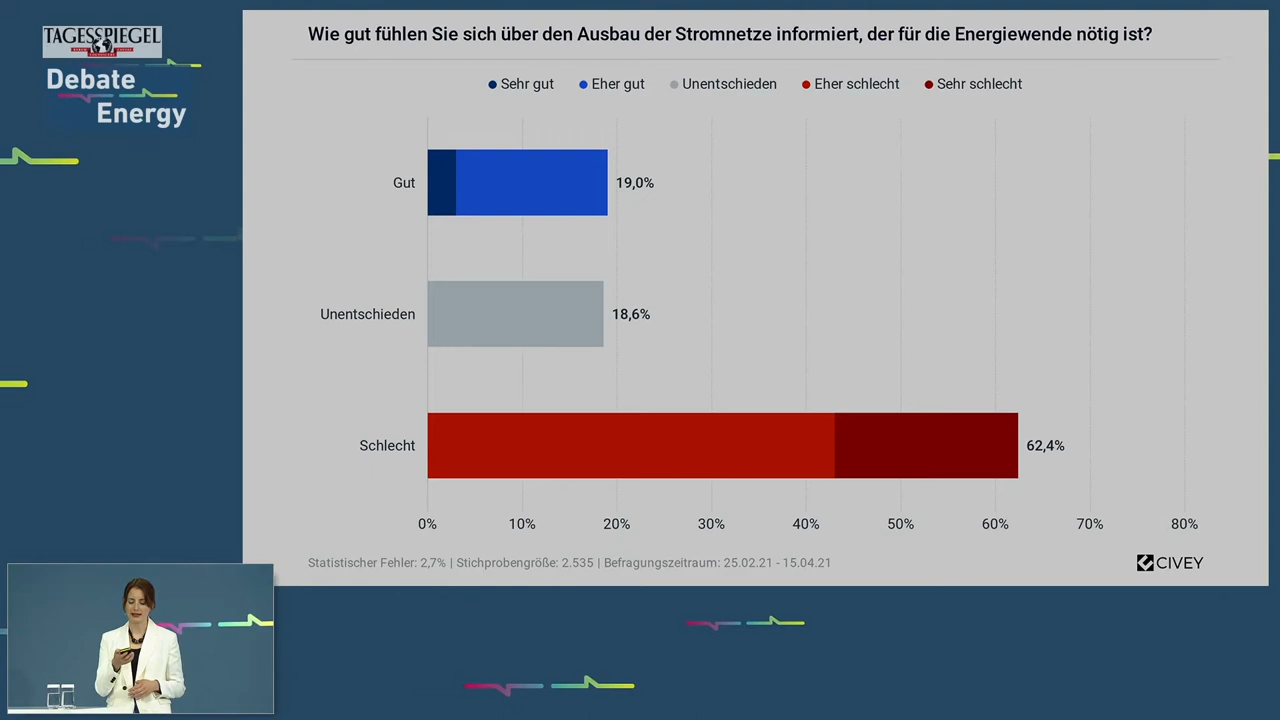 TAGESSPIEGEL
Debate
Energy
Wie gut fühlen Sie sich über den Ausbau der Stromnetze informiert, der für die Energiewende nötig ist?
Sehr gut Eher gut Unentschieden Eher schlecht Sehr schlecht
Gut 19,0%
Unentschieden 18,6%
Schlecht 62,4%
0% 10% 20% 30% 40% 50% 60% 70% 80%
Statistischer Fehler: 2,7% | Stichprobengröße: 2.535 | Befragungszeitraum: 25.02.21 - 15.04.21
CIVEY